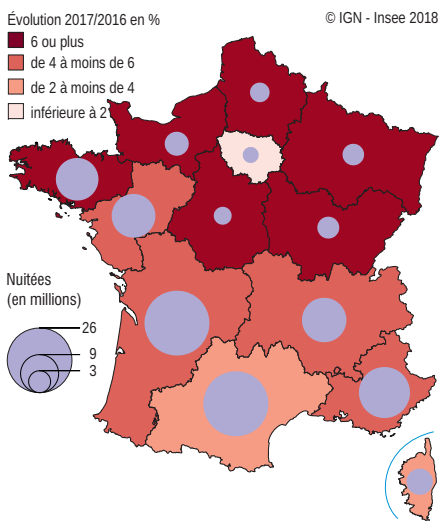 Évolution 2017/2016 en %
© IGN - Insee 2018
6 ou plus
de 4 à moins de 6
de 2 à moins de 4
inférieure à 2
Nuitées
(en millions)
26
9
3